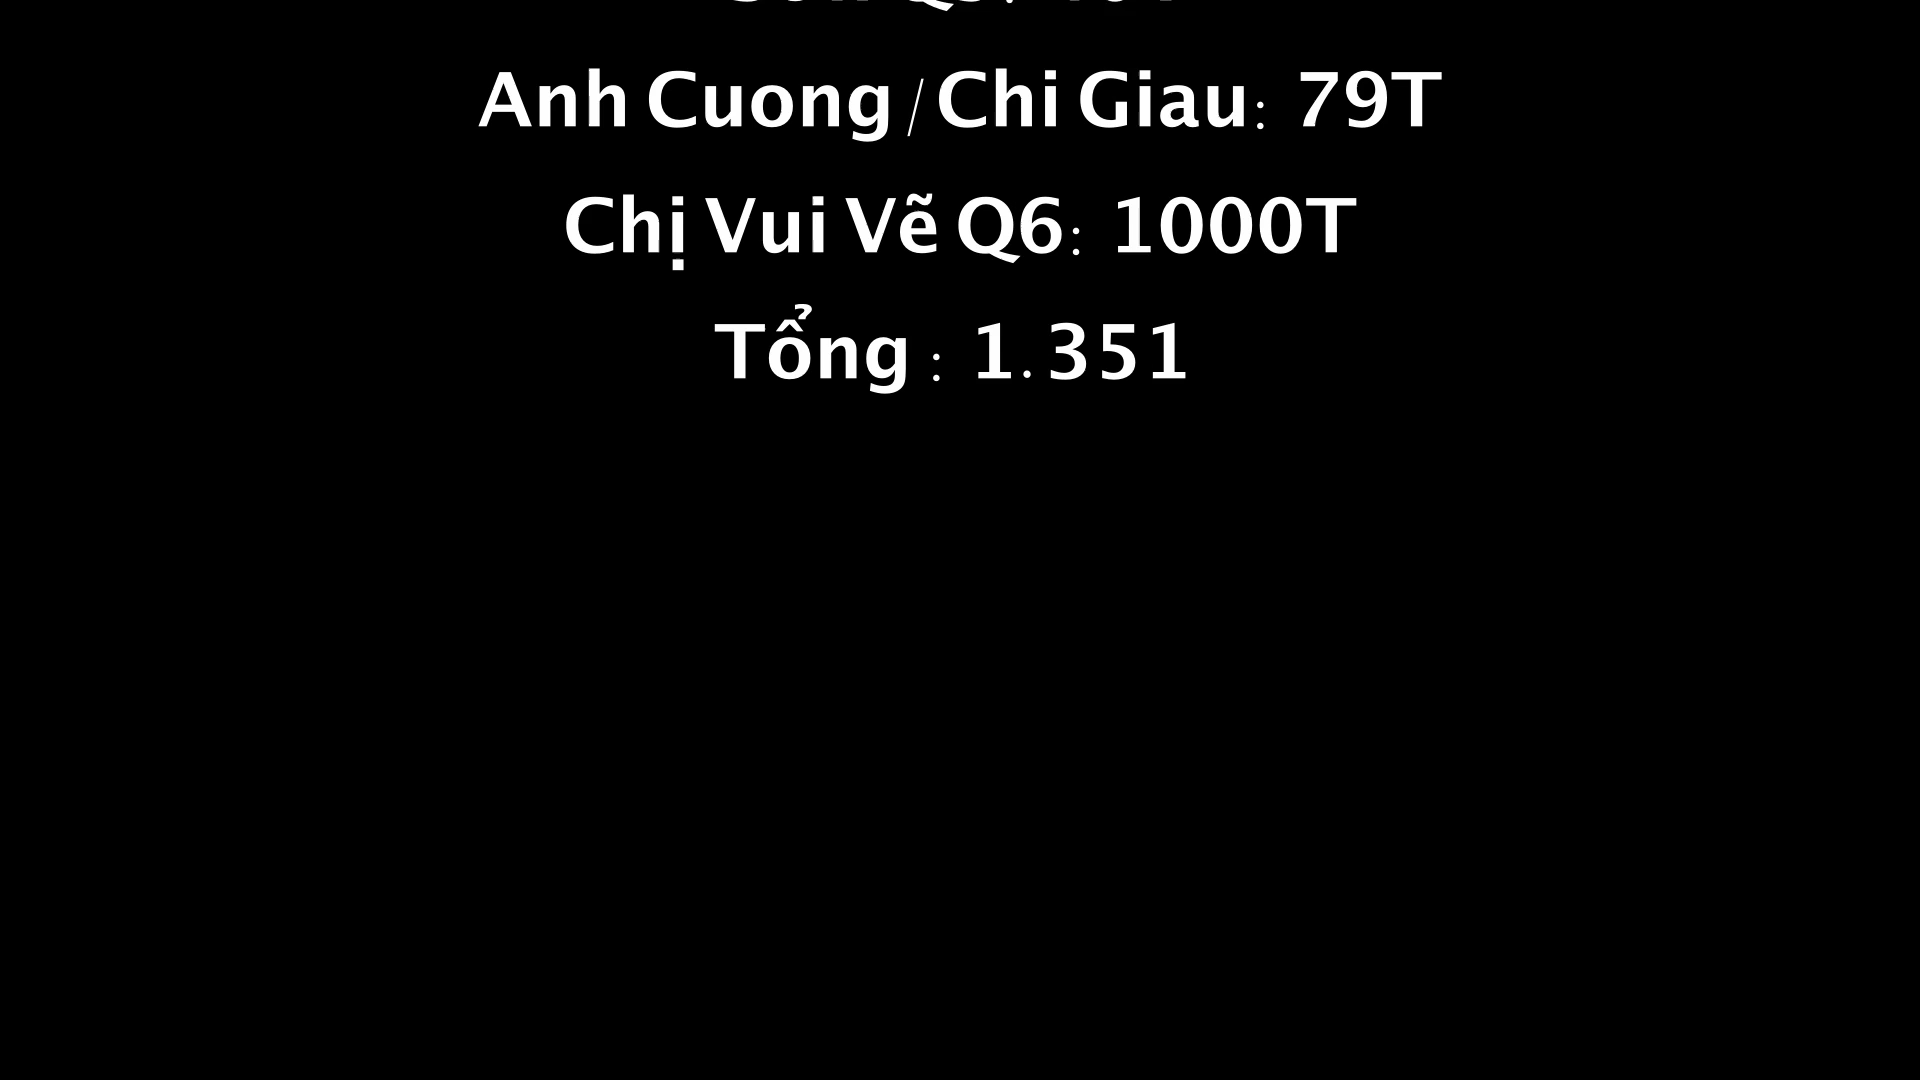 Anh Cuong / Chi Giau: 79T
Chị Vui Vẽ Q6: 1000T
Tổng : 1.351